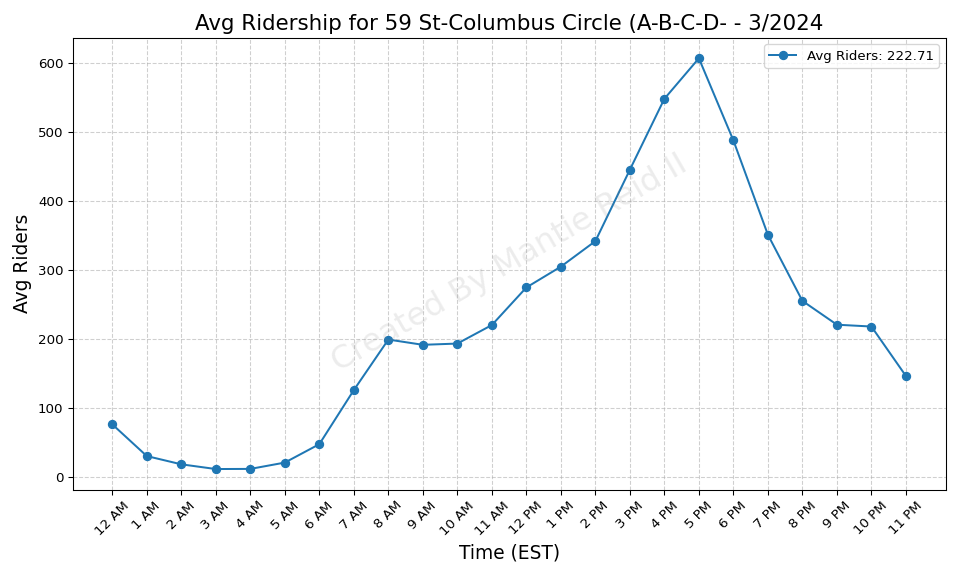 Avg Ridership for 59 St-Columbus Circle (A-B-C-D- - 3/2024
Avg Riders: 222.71
600
500
400
300
200
100
0
Avg Riders
Created By Mantle Reid II
12 AM
1 AM
2 AM
3 AM
4 AM
5 AM
6 AM
7 AM
8 AM
9 AM
10 AM
11 AM
12 PM
1 PM
2 PM
3 PM
4 PM
5 PM
6 PM
7 PM
8 PM
9 PM
10 PM
11 PM
Time (EST)